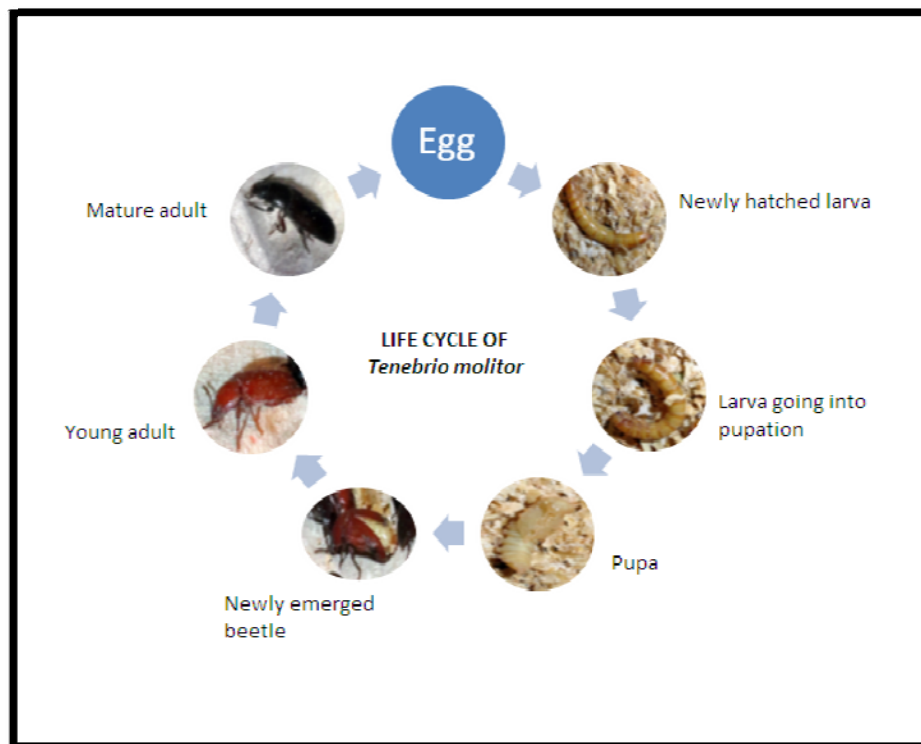 Egg
Newly hatched larva
Larva going into
pupation
Pupa
Newly emerged
beetle
Young adult
Mature adult
LIFE CYCLE OF
Tenebrio molitor